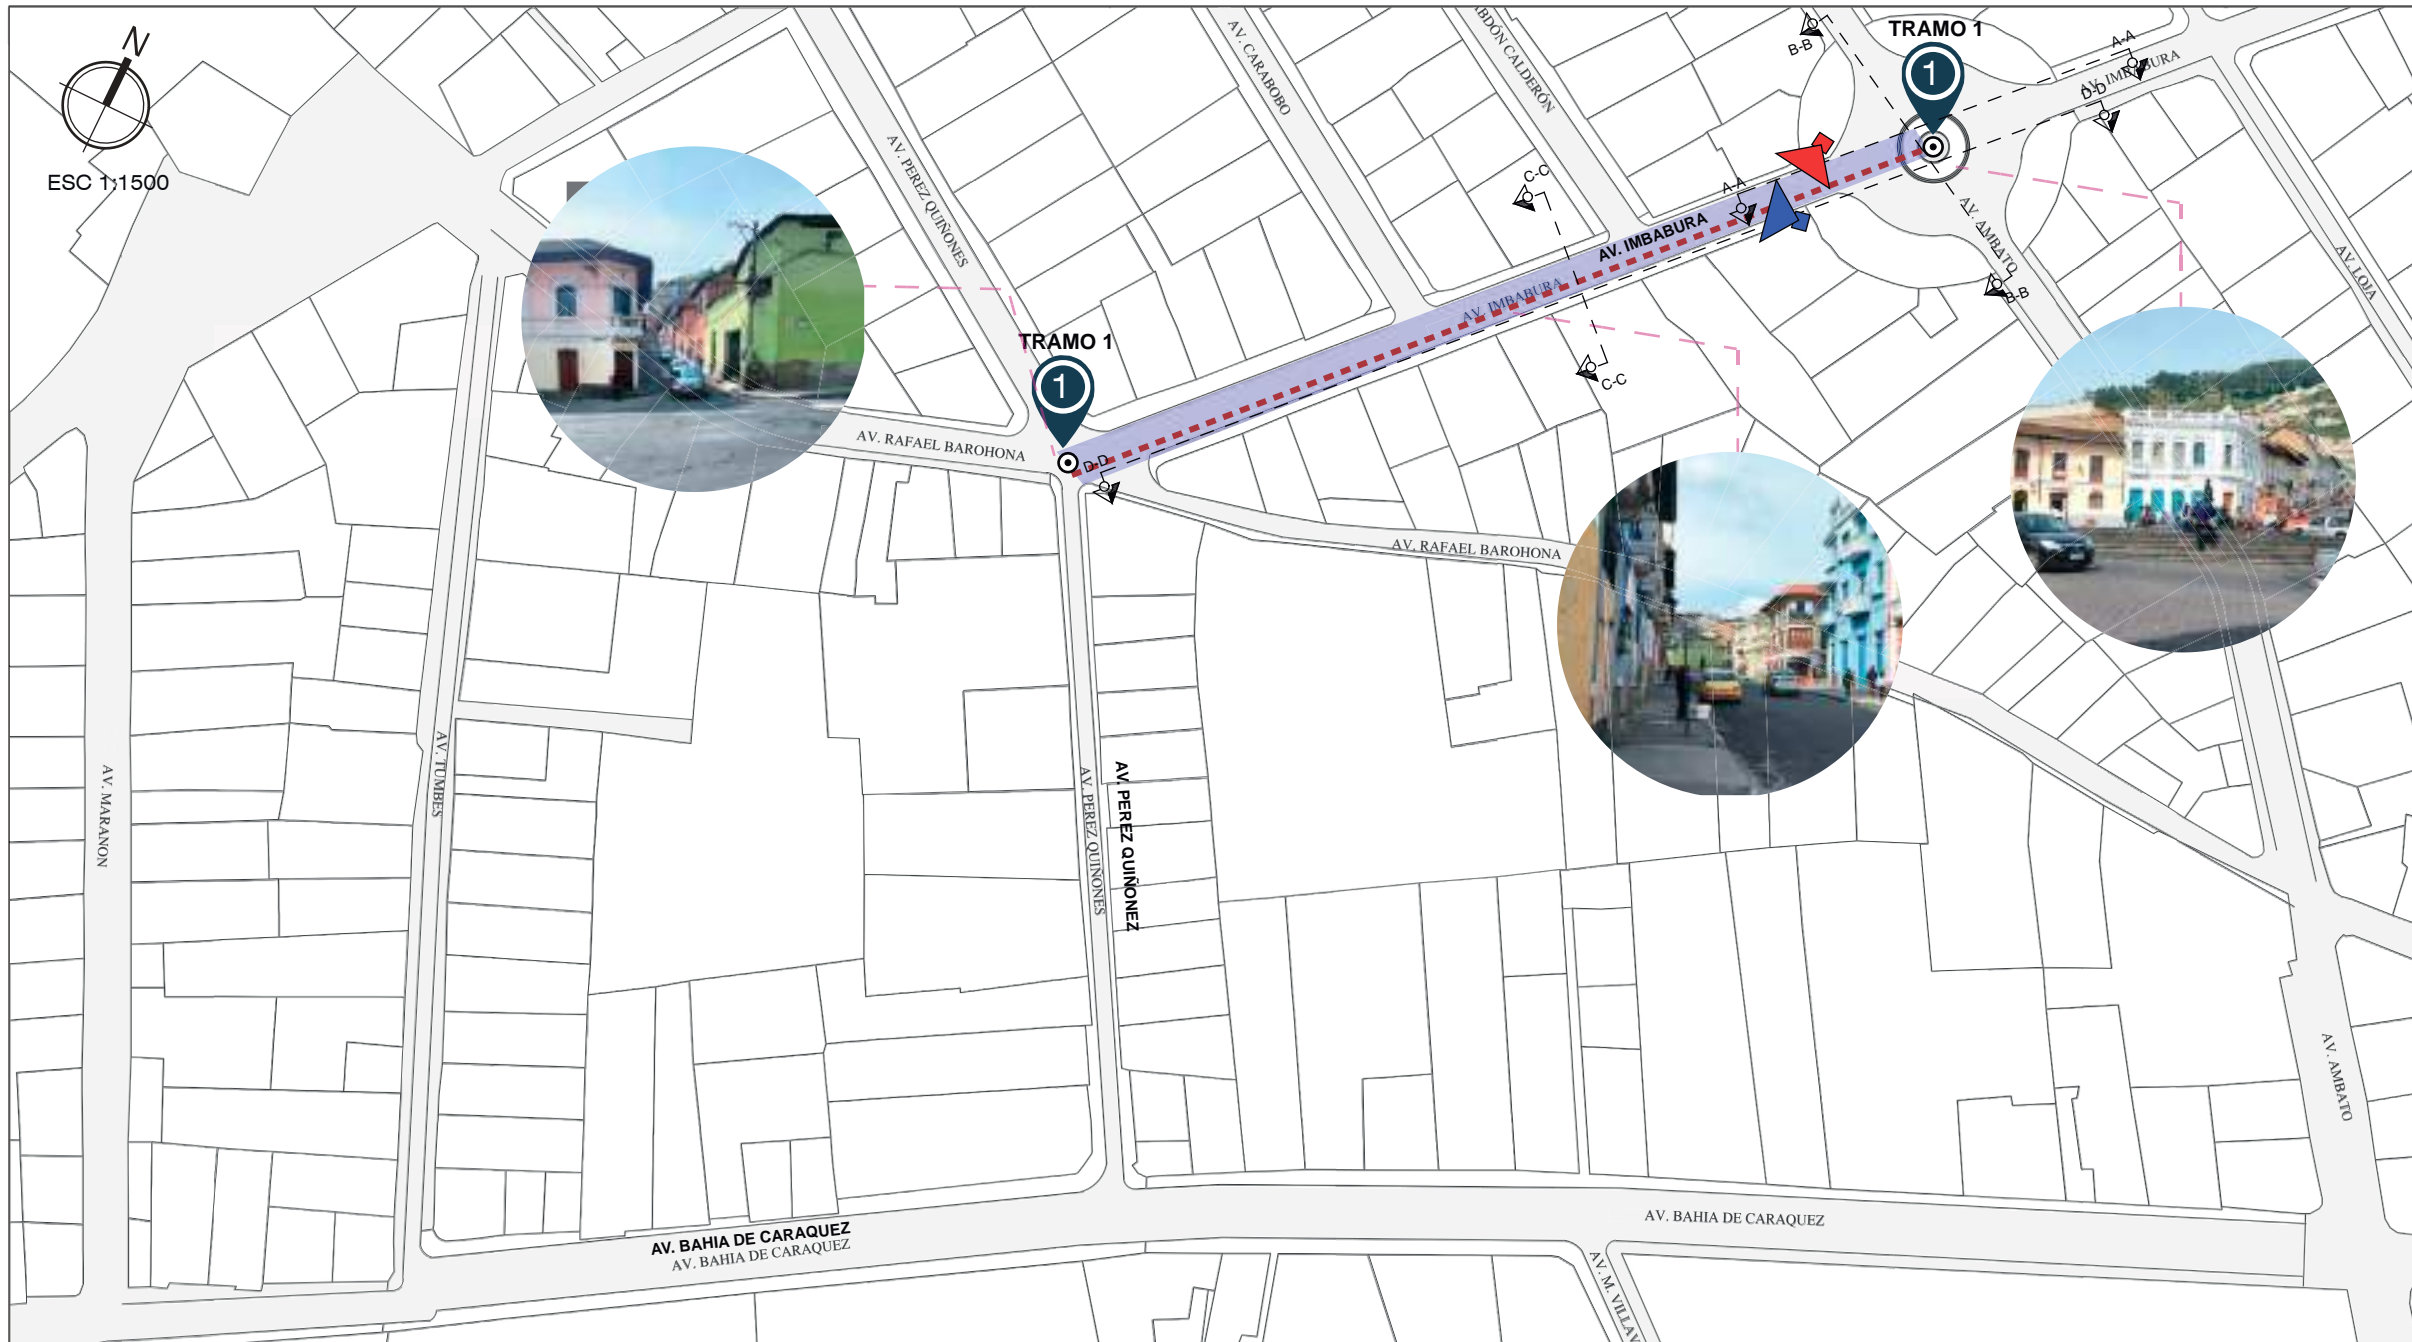 N
ESC 1:1500
AV. PEREZ QUIÑONES
AV. CARABOBO
ABDÓN CALDERÓN
B-B
TRAMO 1
1
A-A
AV. IMBABURA
D-D
C-C
A-A
AV. IMBABURA
AV. IMBABURA
AV. AMBATO
B-B
AV. LOJA
TRAMO 1
1
C-C
AV. RAFAEL BAROHONA
D-D
AV. RAFAEL BAROHONA
AV. MARANON
AV. TUMBES
AV. PEREZ QUIÑONES
AV. PEREZ QUIÑONEZ
AV. AMBATO
AV. BAHIA DE CARAQUEZ
AV. BAHIA DE CARAQUEZ
AV. BAHIA DE CARAQUEZ
AV. M. VILLAV